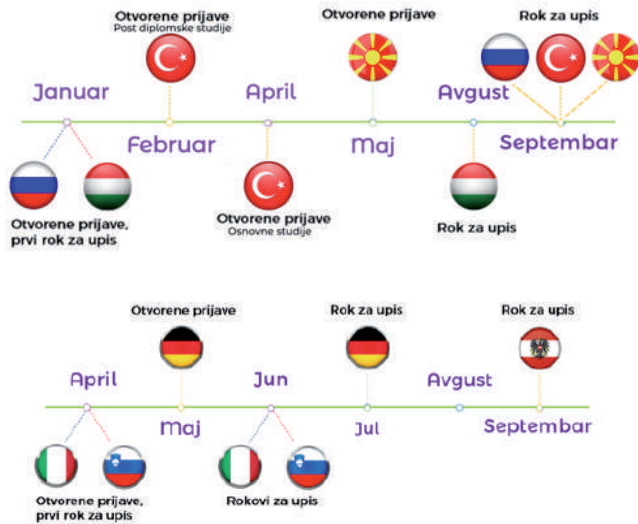 Otvorene prijave
Post diplomske studije
Otvorene prijave
Rok za upis
Januar
April
Avgust
Februar
Maj
Septembar
Otvorene prijave,
prvi rok za upis
Otvorene prijave
Osnovne studije
Rok za upis
Otvorene prijave
Rok za upis
Rok za upis
April
Jun
Avgust
Maj
Jul
Septembar
Otvorene prijave,
prvi rok za upis
Rokovi za upis